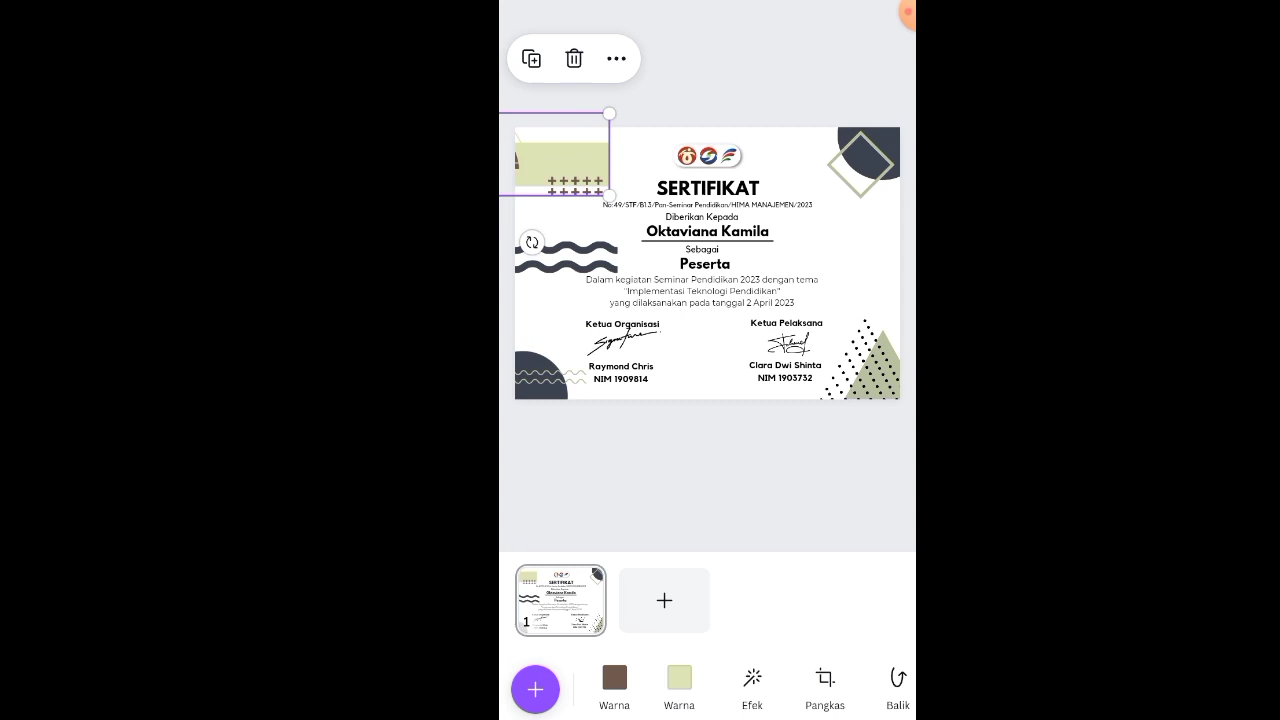 SERTIFIKAT
No:49/STF/B1.3/Pan-Seminar Pendidikan/HIMA MANAJEMEN/2023
Diberikan Kepada
Oktaviana Kamila
Sebagai
Peserta
Dalam kegiatan Seminar Pendidikan 2023 dengan tema
"Implementasi Teknologi Pendidikan"
yang dilaksanakan pada tanggal 2 April 2023
Ketua Organisasi
Ketua Pelaksana
Raymond Chris
Clara Dwi Shinta
NIM 1909814
NIM 1903732
1
Warna
Warna
Efek
Pangkas
Balik